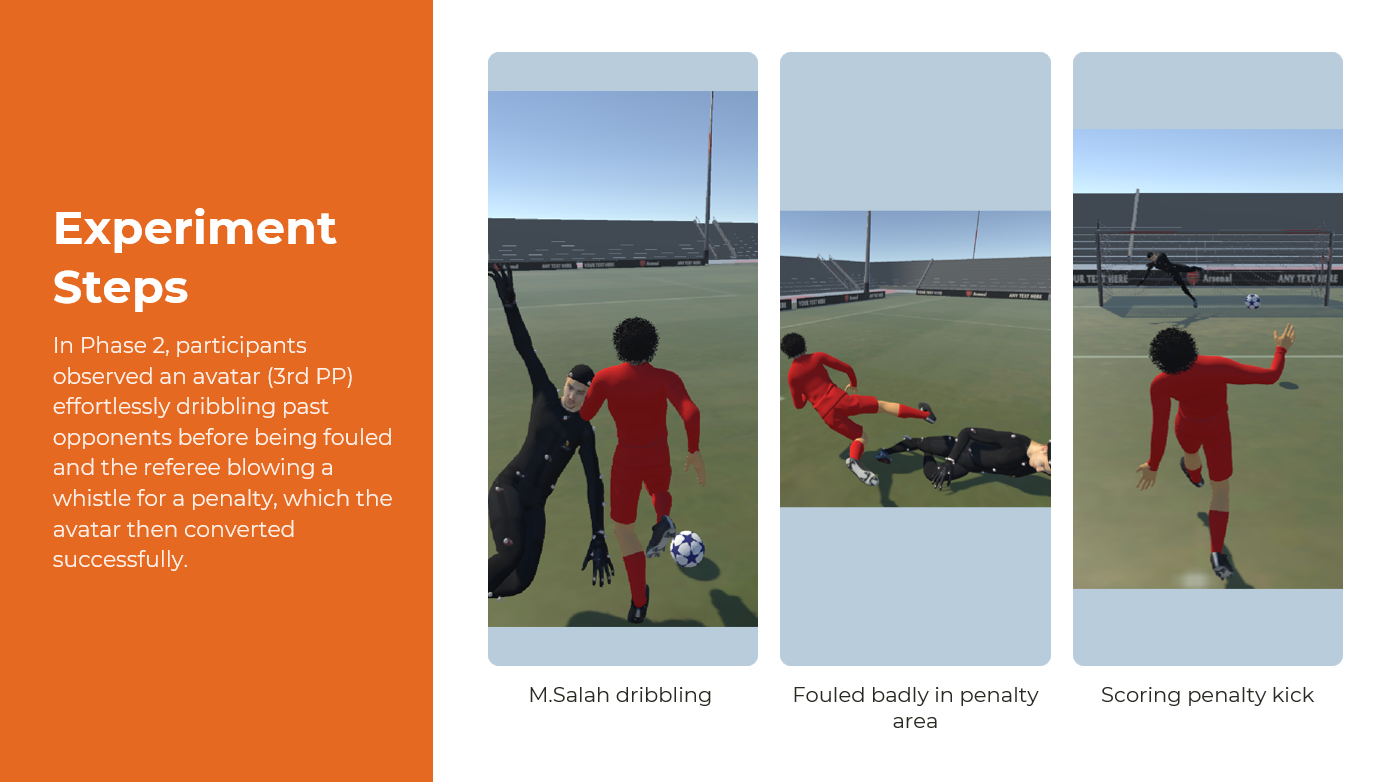 Experiment
Steps
In Phase 2, participants
observed an avatar (3rd PP)
effortlessly dribbling past
opponents before being fouled
and the referee blowing a
whistle for a penalty, which the
avatar then converted
successfully.
ANY TEXT HERE YOUR TEXT HERE Arsenal
YOUR TEXT HERE Arsenal ANY TEXT HERE
UR TEXT HERE Arsenal ANY TEXT
M.Salah dribbling
Fouled badly in penalty
area
Scoring penalty kick